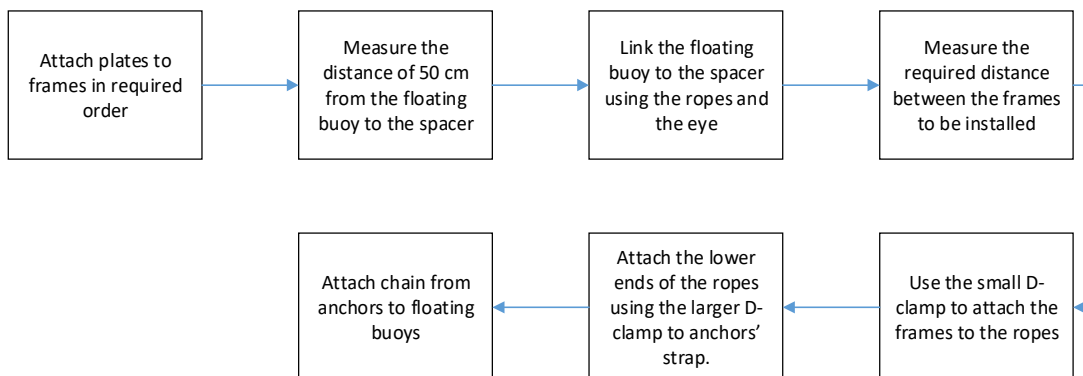 Attach plates to
frames in required
order
Measure the
distance of 50 cm
from the floating
buoy to the spacer
Link the floating
buoy to the spacer
using the ropes and
the eye
Measure the
required distance
between the frames
to be installed
Use the small D-
clamp to attach the
frames to the ropes
Attach the lower
ends of the ropes
using the larger D-
clamp to anchors’
strap.
Attach chain from
anchors to floating
buoys